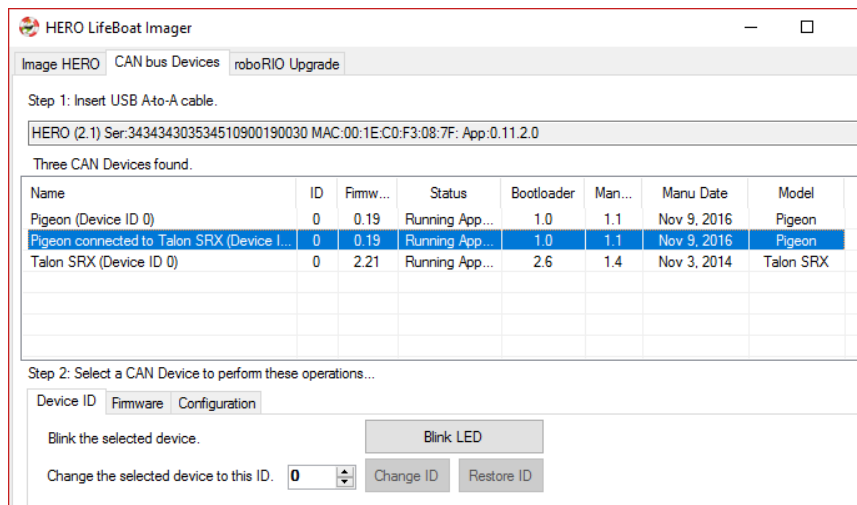 HERO LifeBoat Imager
Image HERO CAN bus Devices roboRIO Upgrade
Step 1: Insert USB A-to-A cable.
HERO (2.1) Ser:343434303534510900190030 MAC:00:1E:C0:F3:08:7F: App:0.11.2.0
Three CAN Devices found.
Name ID Firmw... Status Bootloader Man... Manu Date Model
Pigeon (Device ID 0) 0 0.19 Running App... 1.0 1.1 Nov 9, 2016 Pigeon
Pigeon connected to Talon SRX (Device I... 0 0.19 Running App... 1.0 1.1 Nov 9, 2016 Pigeon
Talon SRX (Device ID 0) 0 2.21 Running App... 2.6 1.4 Nov 3, 2014 Talon SRX
Step 2: Select a CAN Device to perform these operations...
Device ID Firmware Configuration
Blink the selected device. Blink LED
Change the selected device to this ID. 0 Change ID Restore ID